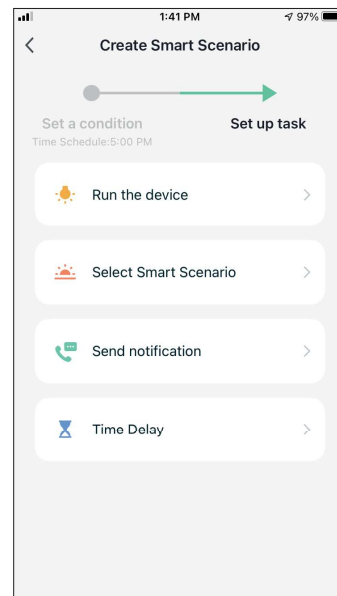 1:41 PM
97%
Create Smart Scenario
Set a condition
Set up task
Time Schedule:5:00 PM
Run the device
Select Smart Scenario
Send notification
Time Delay